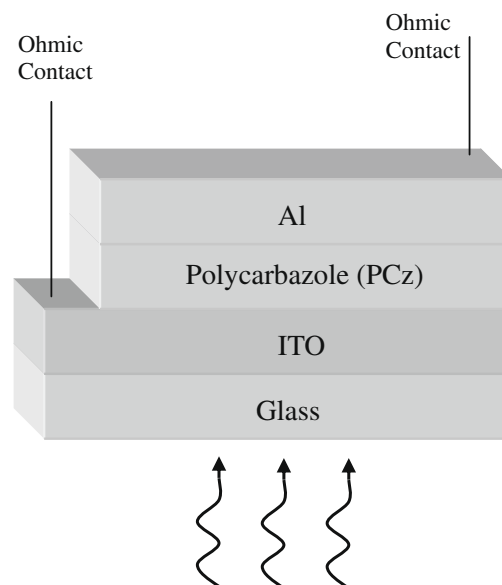 Ohmic
Contact
Ohmic
Contact
Al
Polycarbazole (PCz)
ITO
Glass